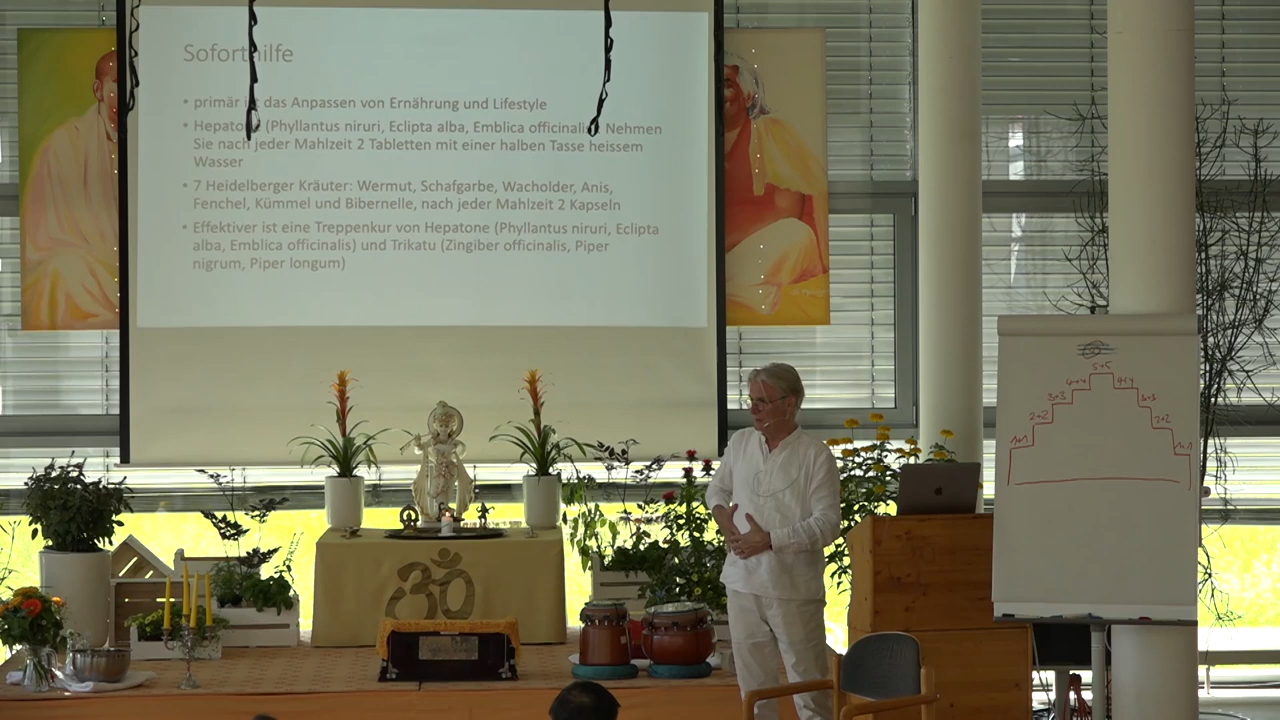 Soforthilfe
• primär ist das Anpassen von Ernährung und Lifestyle
• Hepatone (Phyllantus niruri, Eclipta alba, Emblica officinalis) Nehmen
Sie nach jeder Mahlzeit 2 Tabletten mit einer halben Tasse heissem
Wasser
• 7 Heidelberger Kräuter: Wermut, Schafgarbe, Wacholder, Anis,
Fenchel, Kümmel und Bibernelle, nach jeder Mahlzeit 2 Kapseln
• Effektiver ist eine Treppenkur von Hepatone (Phyllantus niruri, Eclipta
alba, Emblica officinalis) und Trikatu (Zingiber officinalis, Piper
nigrum, Piper longum)
5+5
4+4 4+4
3+3 3+3
2+2 2+2
1+1 1+1
ॐ